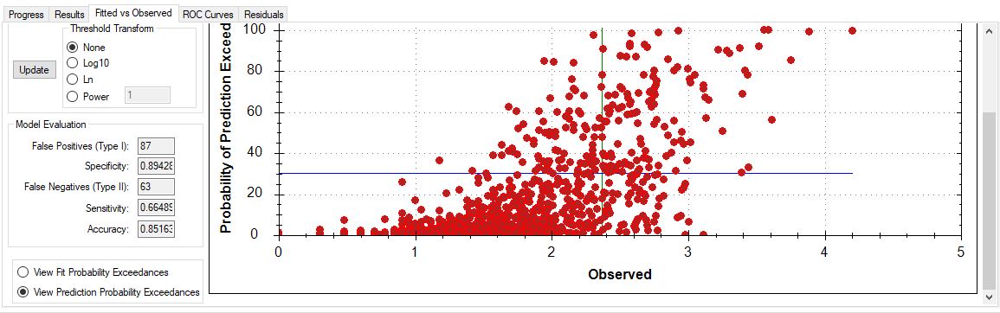 Progress Results Fitted vs Observed ROC Curves Residuals
Threshold Transform
None
Log10
Ln
Power 1
Update
Model Evaluation
False Positives (Type I): 87
Specificity: 0.89428
False Negatives (Type II): 63
Sensitivity: 0.66489
Accuracy: 0.85163
View Fit Probability Exceedances
View Prediction Probability Exceedances
Probability of Prediction Exceed
100
80
60
40
20
0
0 1 2 3 4 5
Observed